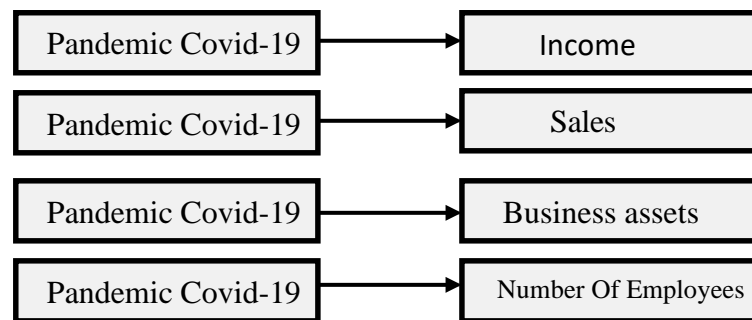 Pandemic Covid-19
Income
Pandemic Covid-19
Sales
Pandemic Covid-19
Business assets
Pandemic Covid-19
Number Of Employees